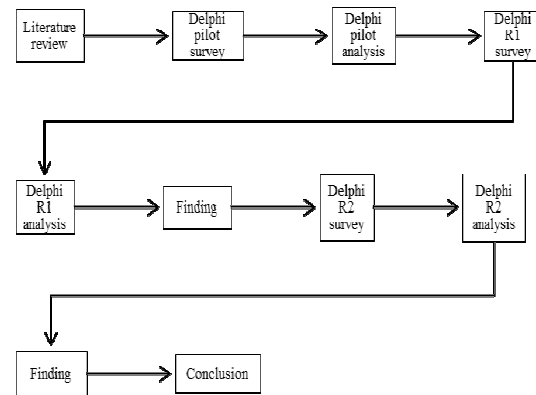 Literature
review
Delphi
pilot
survey
Delphi
pilot
analysis
Delphi
R1
survey
Delphi
R1
analysis
Finding
Delphi
R2
survey
Delphi
R2
analysis
Finding
Conclusion